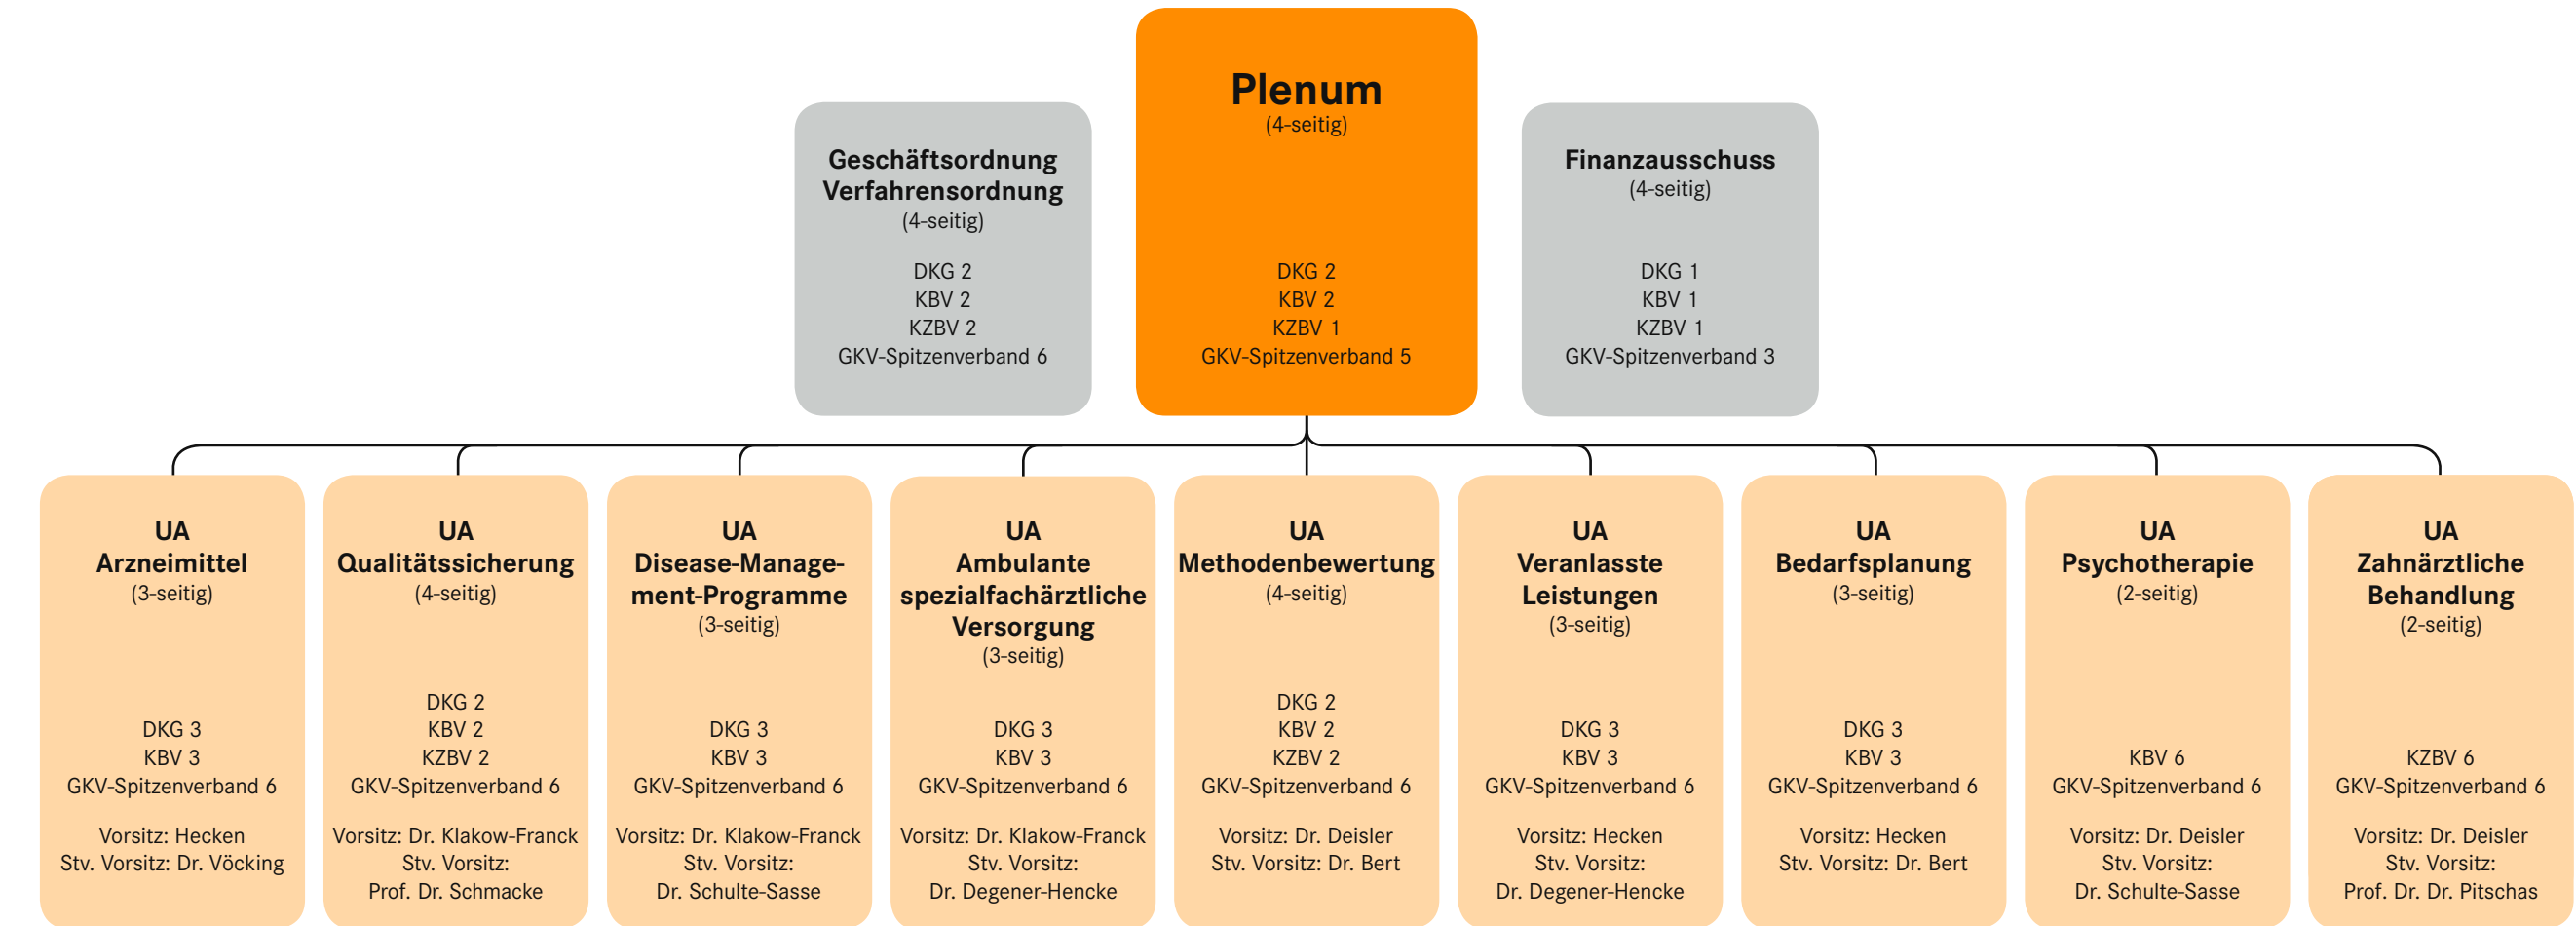 Plenum
(4-seitig)
DKG 2
KBV 2
KZBV 1
GKV-Spitzenverband 5
Geschäftsordnung
Verfahrensordnung
(4-seitig)
DKG 2
KBV 2
KZBV 2
GKV-Spitzenverband 6
Finanzausschuss
(4-seitig)
DKG 1
KBV 1
KZBV 1
GKV-Spitzenverband 3
UA
Arzneimittel
(3-seitig)
DKG 3
KBV 3
GKV-Spitzenverband 6
Vorsitz: Hecken
Stv. Vorsitz: Dr. Vöcking
UA
Qualitätssicherung
(4-seitig)
DKG 2
KBV 2
KZBV 2
GKV-Spitzenverband 6
Vorsitz: Dr. Klakow-Franck
Stv. Vorsitz:
Prof. Dr. Schmacke
UA
Disease-Manage-
ment-Programme
(3-seitig)
DKG 3
KBV 3
GKV-Spitzenverband 6
Vorsitz: Dr. Klakow-Franck
Stv. Vorsitz:
Dr. Schulte-Sasse
UA
Ambulante
spezialfachärztliche
Versorgung
(3-seitig)
DKG 3
KBV 3
GKV-Spitzenverband 6
Vorsitz: Dr. Klakow-Franck
Stv. Vorsitz:
Dr. Degener-Hencke
UA
Methodenbewertung
(4-seitig)
DKG 2
KBV 2
KZBV 2
GKV-Spitzenverband 6
Vorsitz: Dr. Deisler
Stv. Vorsitz: Dr. Bert
UA
Veranlasste
Leistungen
(3-seitig)
DKG 3
KBV 3
GKV-Spitzenverband 6
Vorsitz: Hecken
Stv. Vorsitz:
Dr. Degener-Hencke
UA
Bedarfsplanung
(3-seitig)
DKG 3
KBV 3
GKV-Spitzenverband 6
Vorsitz: Hecken
Stv. Vorsitz: Dr. Bert
UA
Psychotherapie
(2-seitig)
KBV 6
GKV-Spitzenverband 6
Vorsitz: Dr. Deisler
Stv. Vorsitz:
Dr. Schulte-Sasse
UA
Zahnärztliche
Behandlung
(2-seitig)
KZBV 6
GKV-Spitzenverband 6
Vorsitz: Dr. Deisler
Stv. Vorsitz:
Prof. Dr. Dr. Pitschas